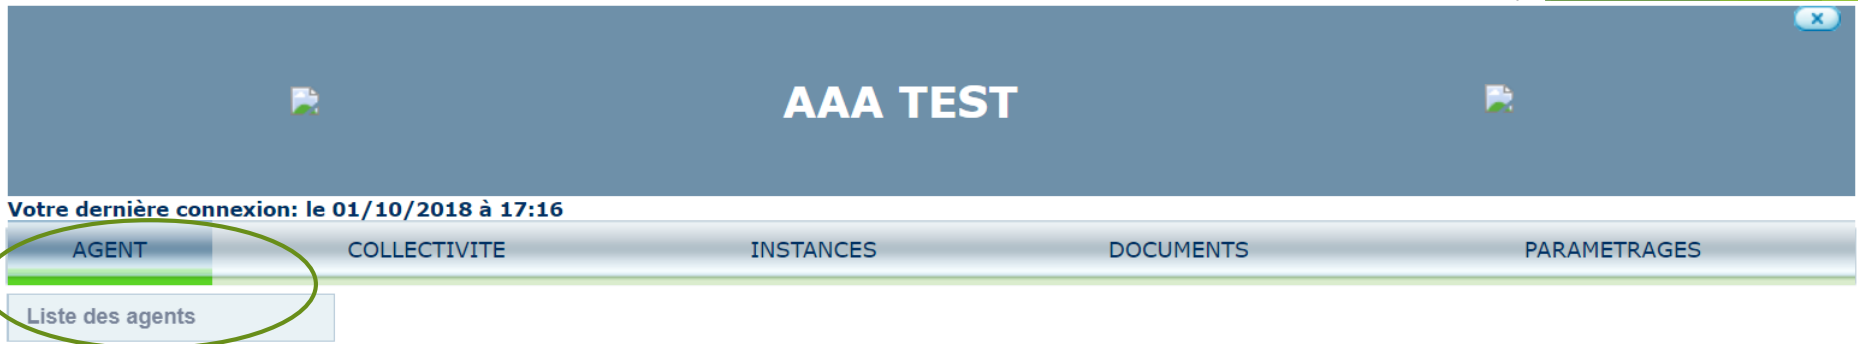 AAA TEST
Votre dernière connexion: le 01/10/2018 à 17:16
AGENT COLLECTIVITE INSTANCES DOCUMENTS PARAMETRAGES
Liste des agents